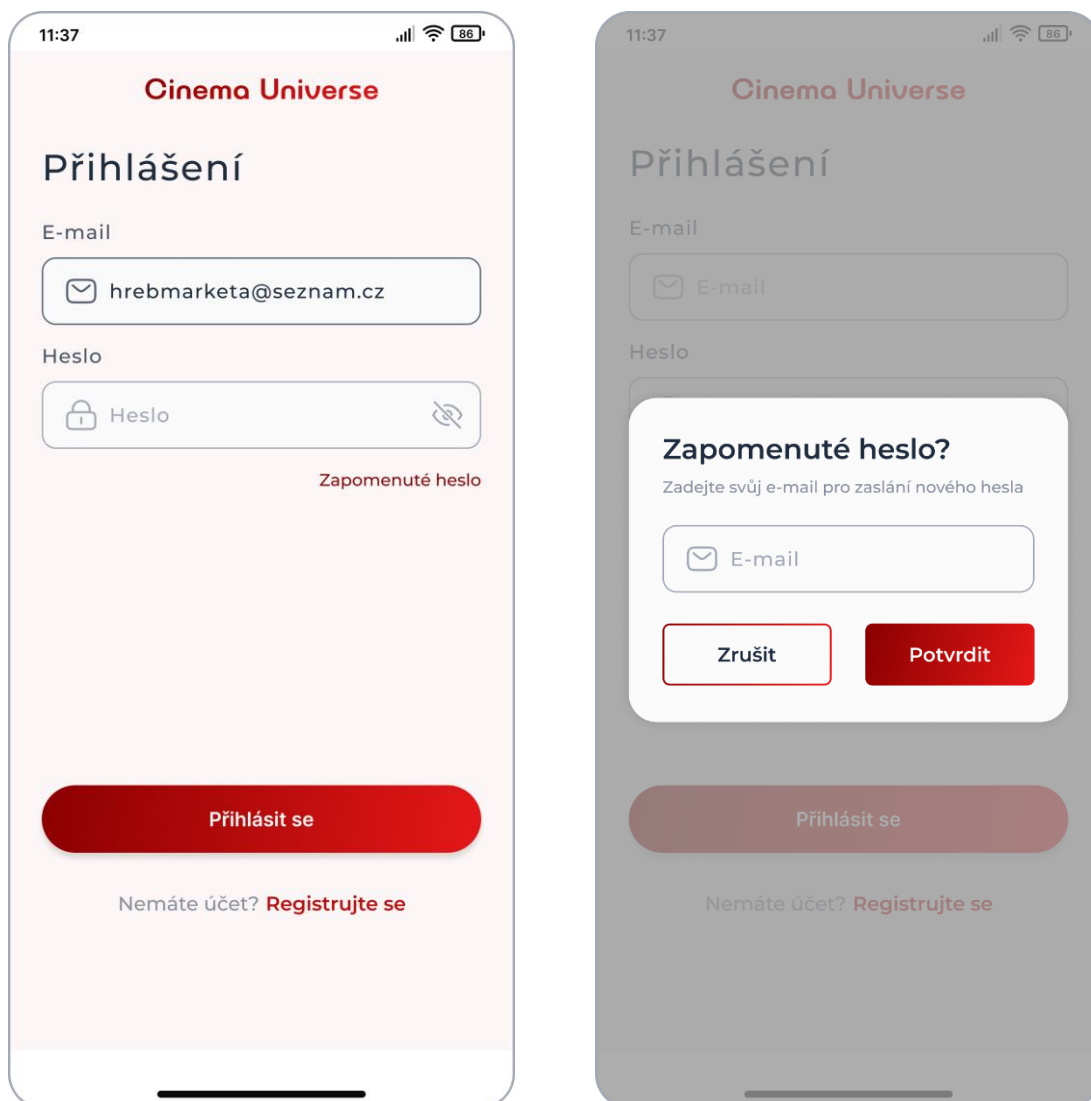 11:37
86
Cinema Universe
Přihlášení
E-mail
hrebmarketa@seznam.cz
Heslo
Heslo
Zapomenuté heslo
Přihlásit se
Nemáte účet? Registrujte se
11:37
86
Cinema Universe
Přihlášení
E-mail
E-mail
Heslo
Zapomenuté heslo?
Zadejte svůj e-mail pro zaslání nového hesla
E-mail
Zrušit
Potvrdit
Přihlásit se
Nemáte účet? Registrujte se